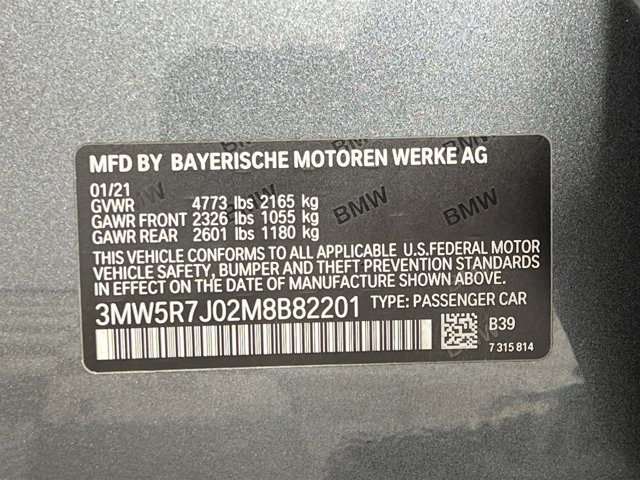 MFD BY BAYERISCHE MOTOREN WERKE AG
01/21
GVWR 4773 lbs 2165 kg
GAWR FRONT 2326 lbs 1055 kg
GAWR REAR 2601 lbs 1180 kg
THIS VEHICLE CONFORMS TO ALL APPLICABLE U.S.FEDERAL MOTOR
VEHICLE SAFETY, BUMPER AND THEFT PREVENTION STANDARDS
IN EFFECT ON THE DATE OF MANUFACTURE SHOWN ABOVE.
3MW5R7J02M8B82201 TYPE: PASSENGER CAR
B39
7 315 814
BMW
BMW